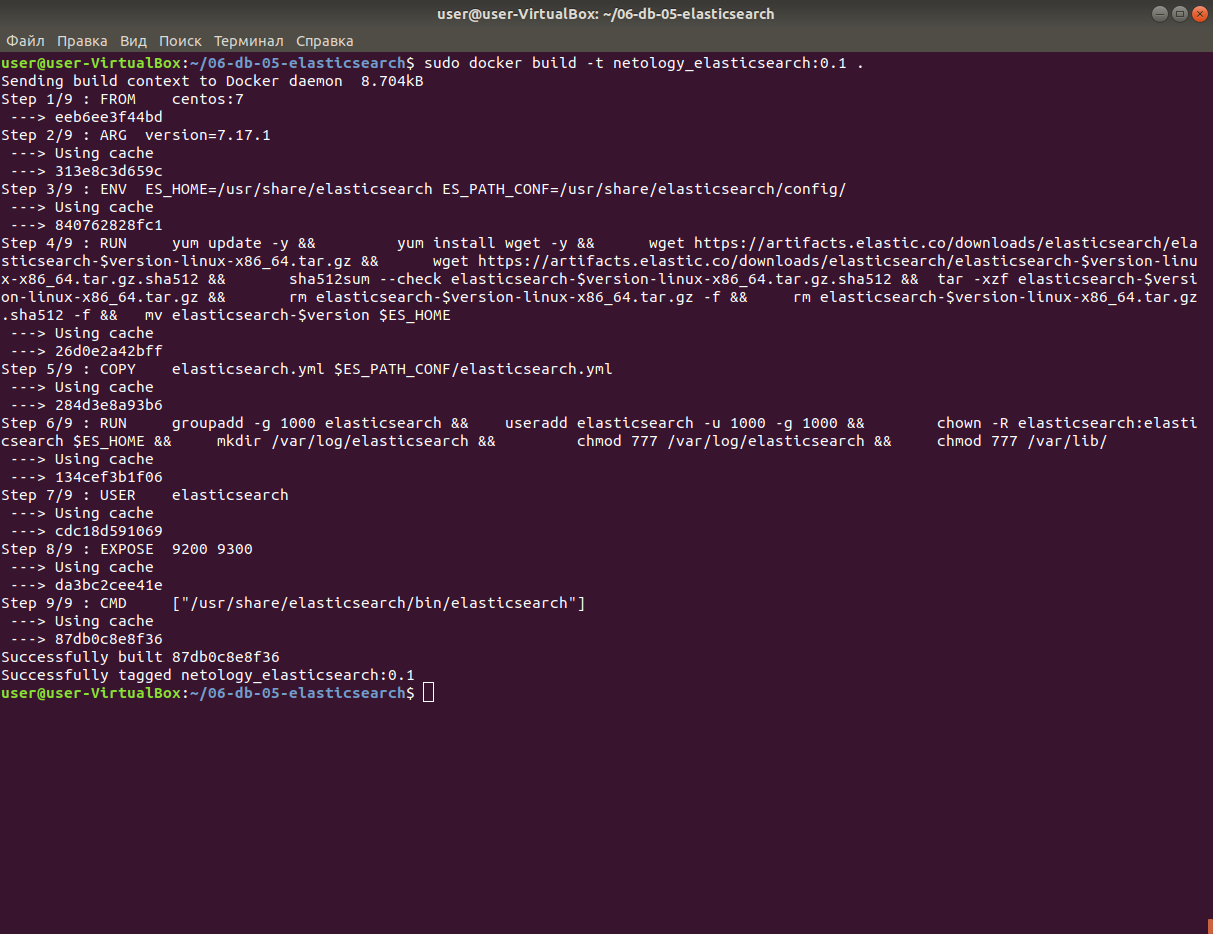 user@user-VirtualBox: ~/06-db-05-elasticsearch
Файл Правка Вид Поиск Терминал Справка
user@user-VirtualBox:~/06-db-05-elasticsearch$ sudo docker build -t netology_elasticsearch:0.1 .
Sending build context to Docker daemon  8.704kB
Step 1/9 : FROM    centos:7
 ---> eeb6ee3f44bd
Step 2/9 : ARG  version=7.17.1
 ---> Using cache
 ---> 313e8c3d659c
Step 3/9 : ENV  ES_HOME=/usr/share/elasticsearch ES_PATH_CONF=/usr/share/elasticsearch/config/
 ---> Using cache
 ---> 840762828fc1
Step 4/9 : RUN     yum update -y &&         yum install wget -y &&      wget https://artifacts.elastic.co/downloads/elasticsearch/ela
sticsearch-$version-linux-x86_64.tar.gz &&      wget https://artifacts.elastic.co/downloads/elasticsearch/elasticsearch-$version-linu
x-x86_64.tar.gz.sha512 &&       sha512sum --check elasticsearch-$version-linux-x86_64.tar.gz.sha512 &&  tar -xzf elasticsearch-$versi
on-linux-x86_64.tar.gz &&       rm elasticsearch-$version-linux-x86_64.tar.gz -f &&     rm elasticsearch-$version-linux-x86_64.tar.gz
.sha512 -f &&   mv elasticsearch-$version $ES_HOME
 ---> Using cache
 ---> 26d0e2a42bff
Step 5/9 : COPY    elasticsearch.yml $ES_PATH_CONF/elasticsearch.yml
 ---> Using cache
 ---> 284d3e8a93b6
Step 6/9 : RUN     groupadd -g 1000 elasticsearch &&    useradd elasticsearch -u 1000 -g 1000 &&        chown -R elasticsearch:elasti
csearch $ES_HOME &&     mkdir /var/log/elasticsearch &&         chmod 777 /var/log/elasticsearch &&     chmod 777 /var/lib/
 ---> Using cache
 ---> 134cef3b1f06
Step 7/9 : USER    elasticsearch
 ---> Using cache
 ---> cdc18d591069
Step 8/9 : EXPOSE  9200 9300
 ---> Using cache
 ---> da3bc2cee41e
Step 9/9 : CMD     ["/usr/share/elasticsearch/bin/elasticsearch"]
 ---> Using cache
 ---> 87db0c8e8f36
Successfully built 87db0c8e8f36
Successfully tagged netology_elasticsearch:0.1
user@user-VirtualBox:~/06-db-05-elasticsearch$